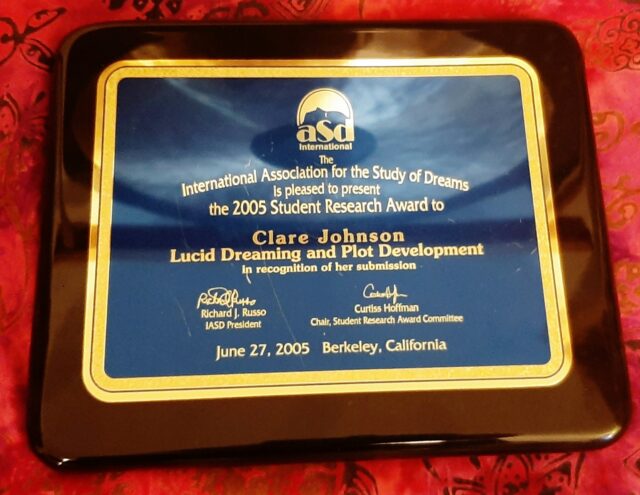 asd
International
The
International Association for the Study of Dreams
is pleased to present
the 2005 Student Research Award to
Clare Johnson
Lucid Dreaming and Plot Development
in recognition of her submission
Richard J. Russo
IASD President
Curtiss Hoffman
Chair, Student Research Award Committee
June 27, 2005 Berkeley, California